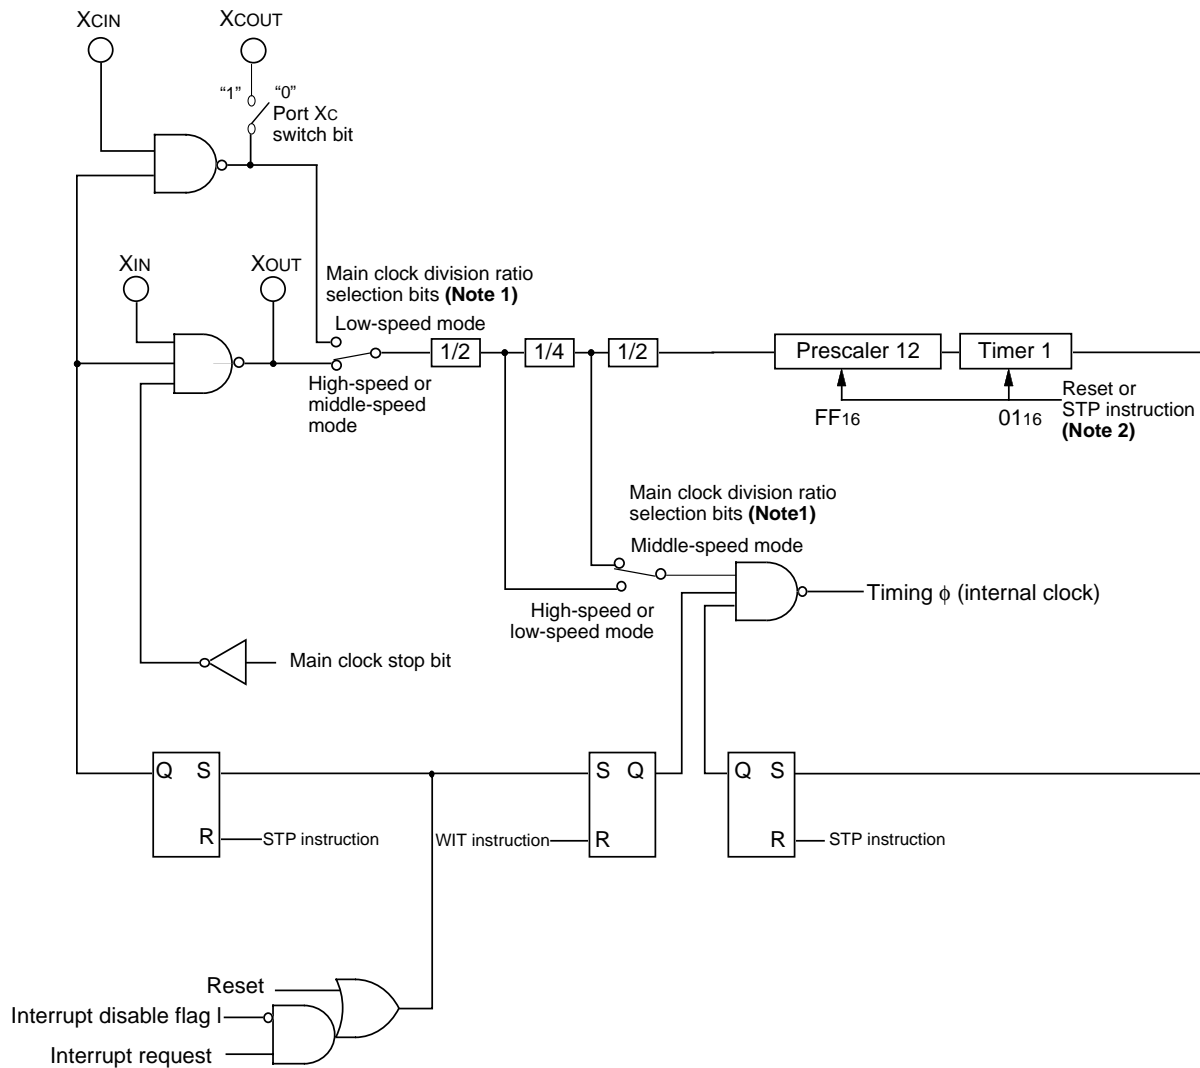 XCIN
XCOUT
“1” “0”
Port XC
switch bit
XIN
XOUT
Main clock division ratio
selection bits (Note 1)
Low-speed mode
1/2
1/4
1/2
Prescaler 12
Timer 1
High-speed or
middle-speed
mode
FF16
0116
Reset or
STP instruction
(Note 2)
Main clock division ratio
selection bits (Note1)
Middle-speed mode
High-speed or
low-speed mode
Timing ϕ (internal clock)
Main clock stop bit
Q S
R
STP instruction
S Q
R
WIT instruction
Q S
R
STP instruction
Reset
Interrupt disable flag I
Interrupt request